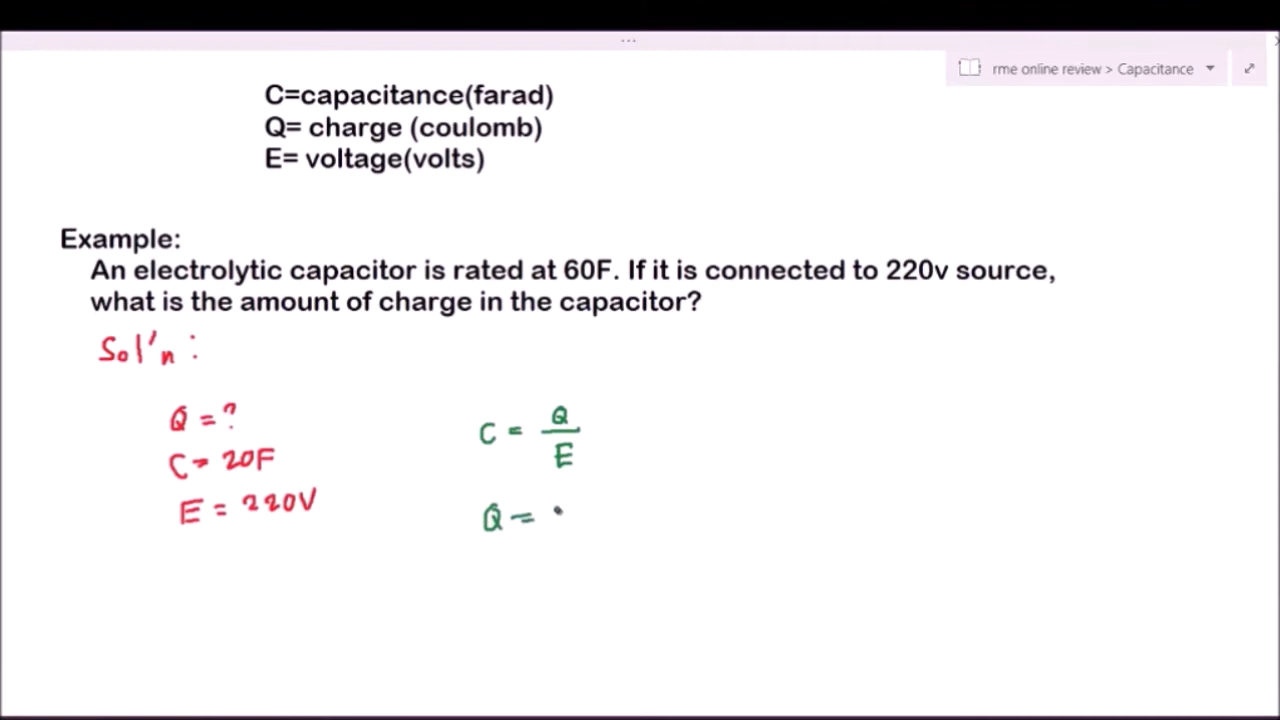 rme online review > Capacitance
C=capacitance(farad)
Q= charge (coulomb)
E= voltage(volts)
Example:
An electrolytic capacitor is rated at 60F. If it is connected to 220v source,
what is the amount of charge in the capacitor?
Sol'n :
Q = ?
C = 20F
E = 220V
C = Q
E
Q =